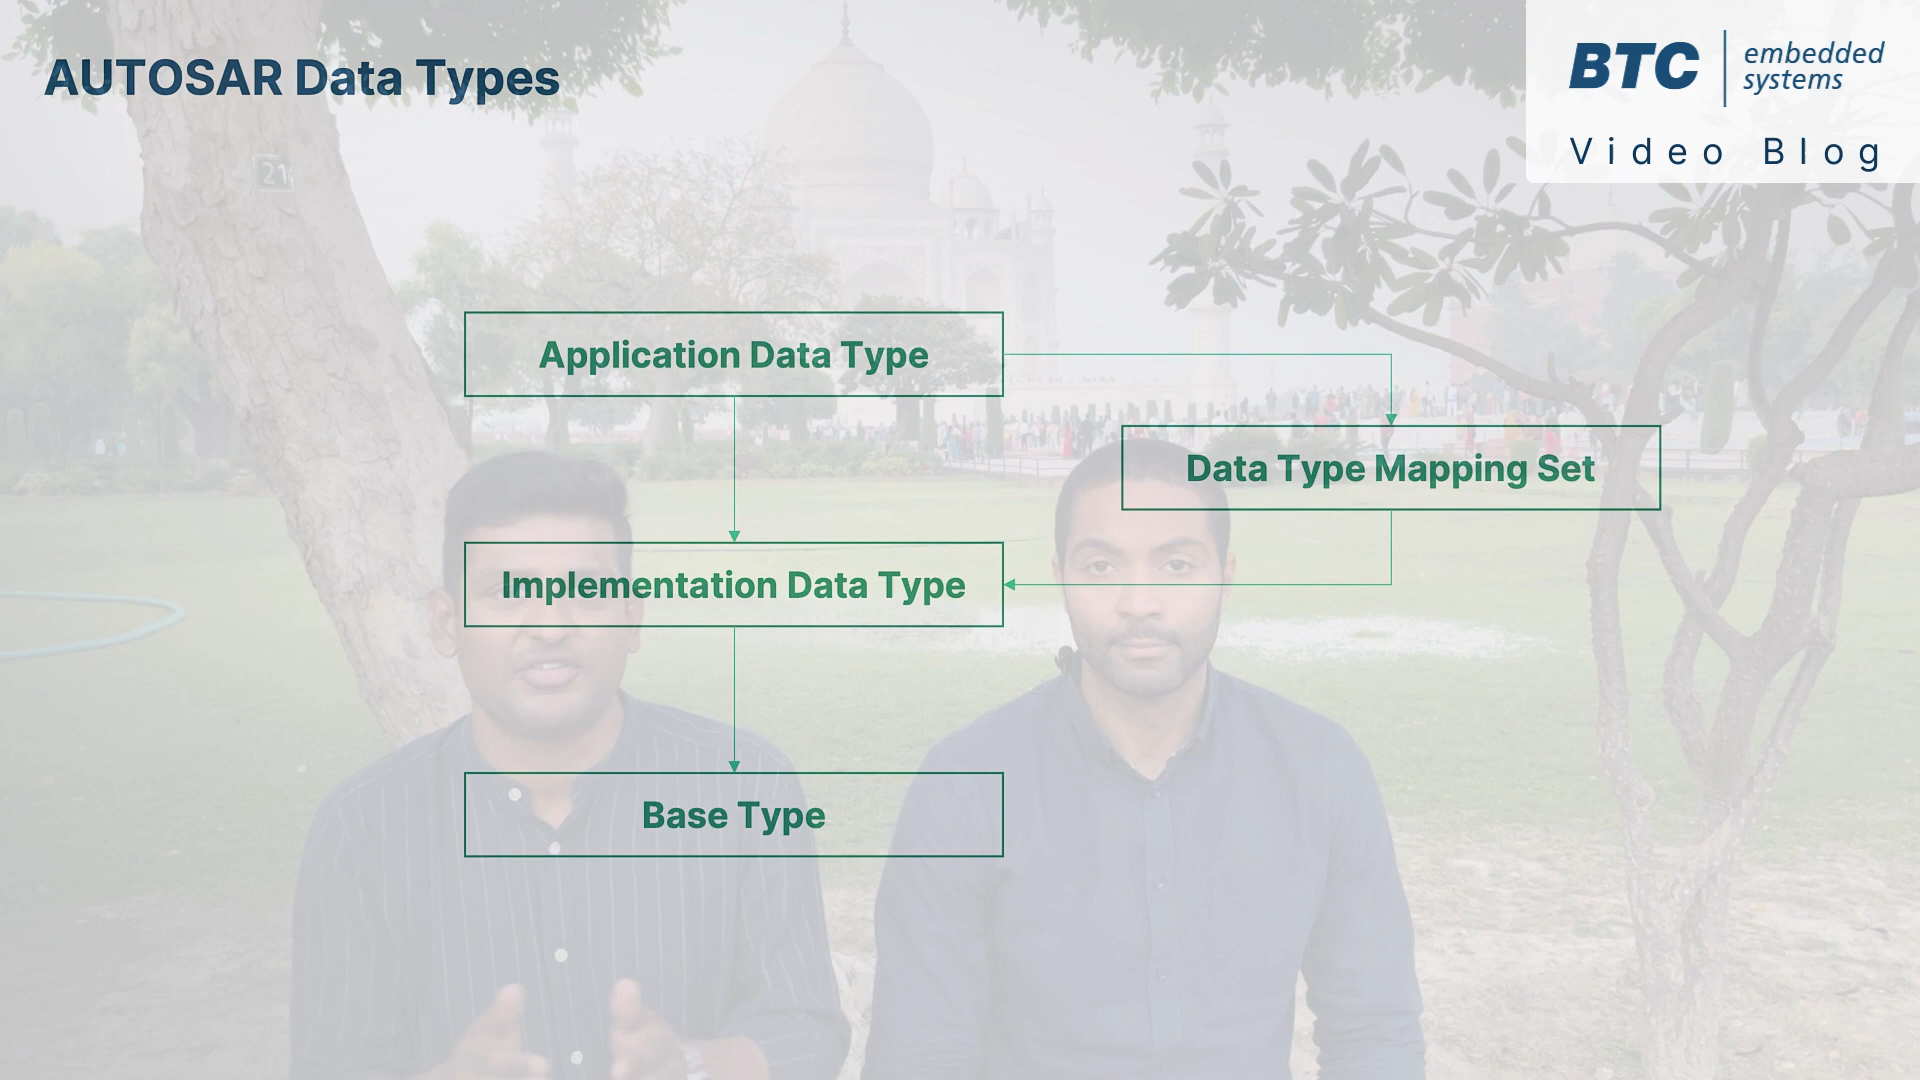 AUTOSAR Data Types
BTC
embedded
systems
Video Blog
21
Application Data Type
Data Type Mapping Set
Implementation Data Type
Base Type